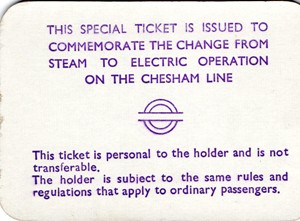 THIS SPECIAL TICKET IS ISSUED TO
COMMEMORATE THE CHANGE FROM
STEAM TO ELECTRIC OPERATION
ON THE CHESHAM LINE
This ticket is personal to the holder and is not
transferable.
The holder is subject to the same rules and
regulations that apply to ordinary passengers.